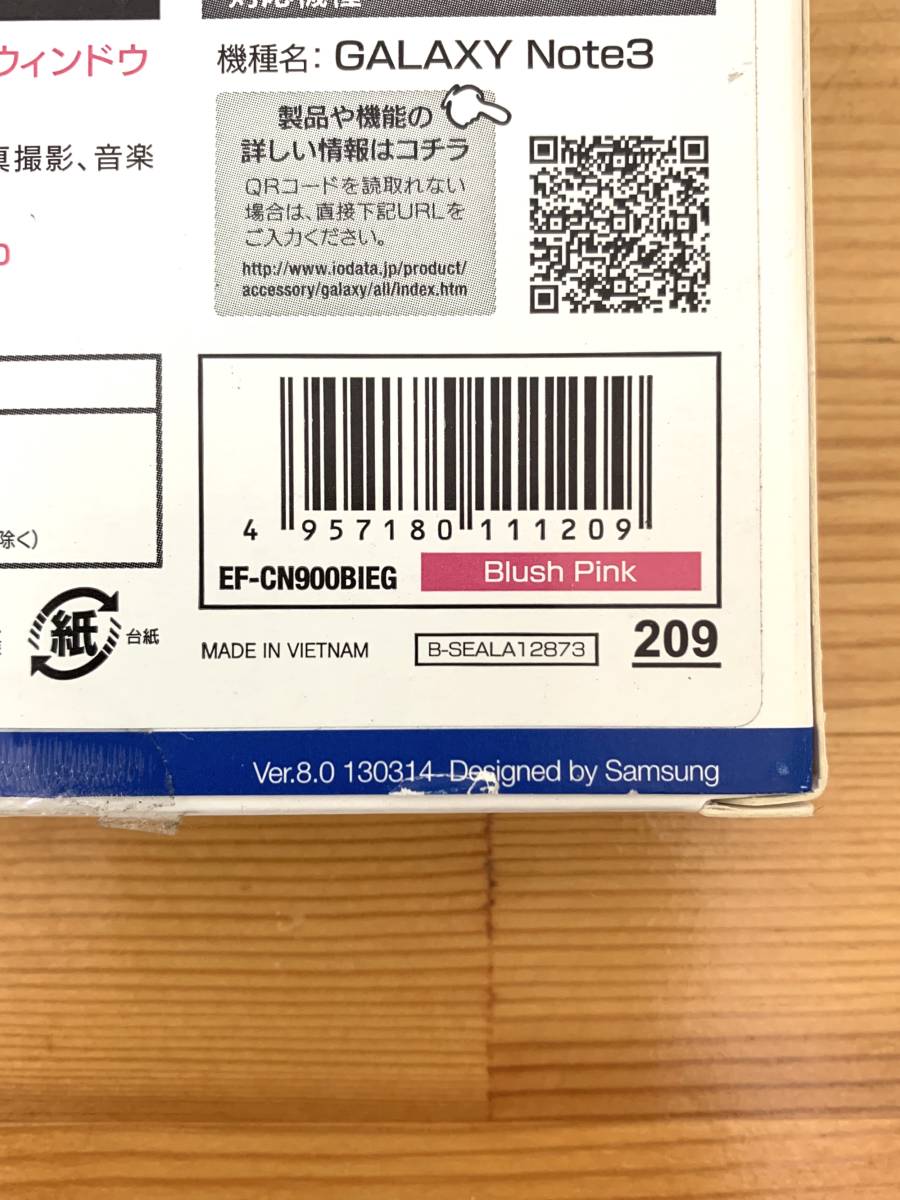 対応機種
ウィンドウ
機種名: GALAXY Note3
製品や機能の
詳しい情報はコチラ
真撮影、音楽
QRコードを読取れない
場合は、直接下記URLを
ご入力ください。
http://www.iodata.jp/product/
accessory/galaxy/all/index.htm
4 957180 111209
除く)
EF-CN900BIEG Blush Pink
紙 台紙
MADE IN VIETNAM B-SEALA12873 209
Ver.8.0 130314 Designed by Samsung